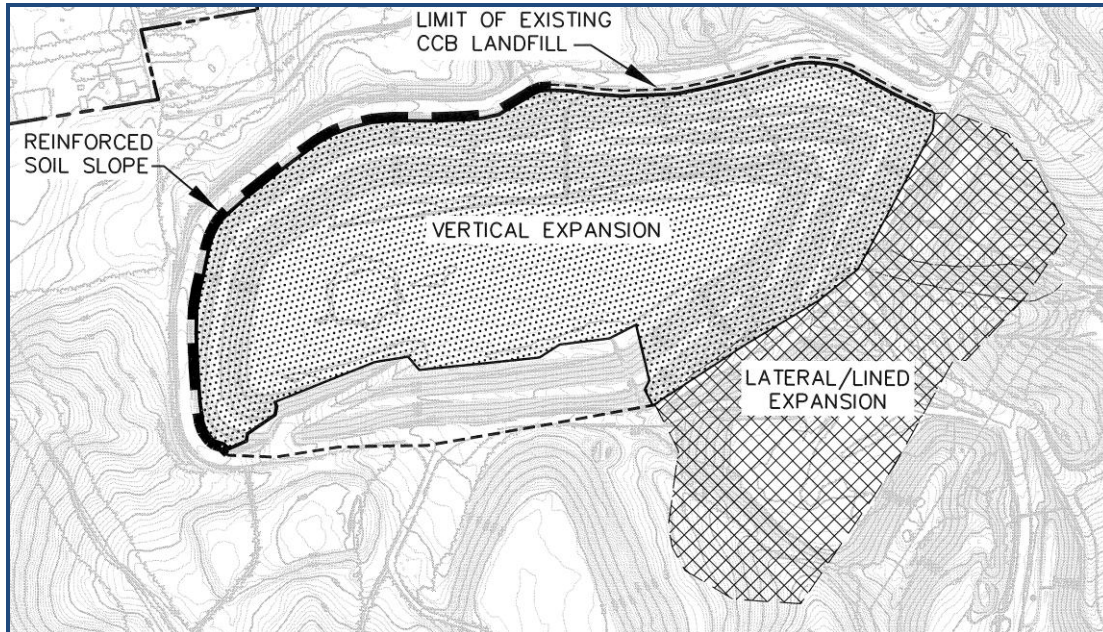 LIMIT OF EXISTING
CCB LANDFILL
REINFORCED
SOIL SLOPE
VERTICAL EXPANSION
LATERAL/LINED
EXPANSION